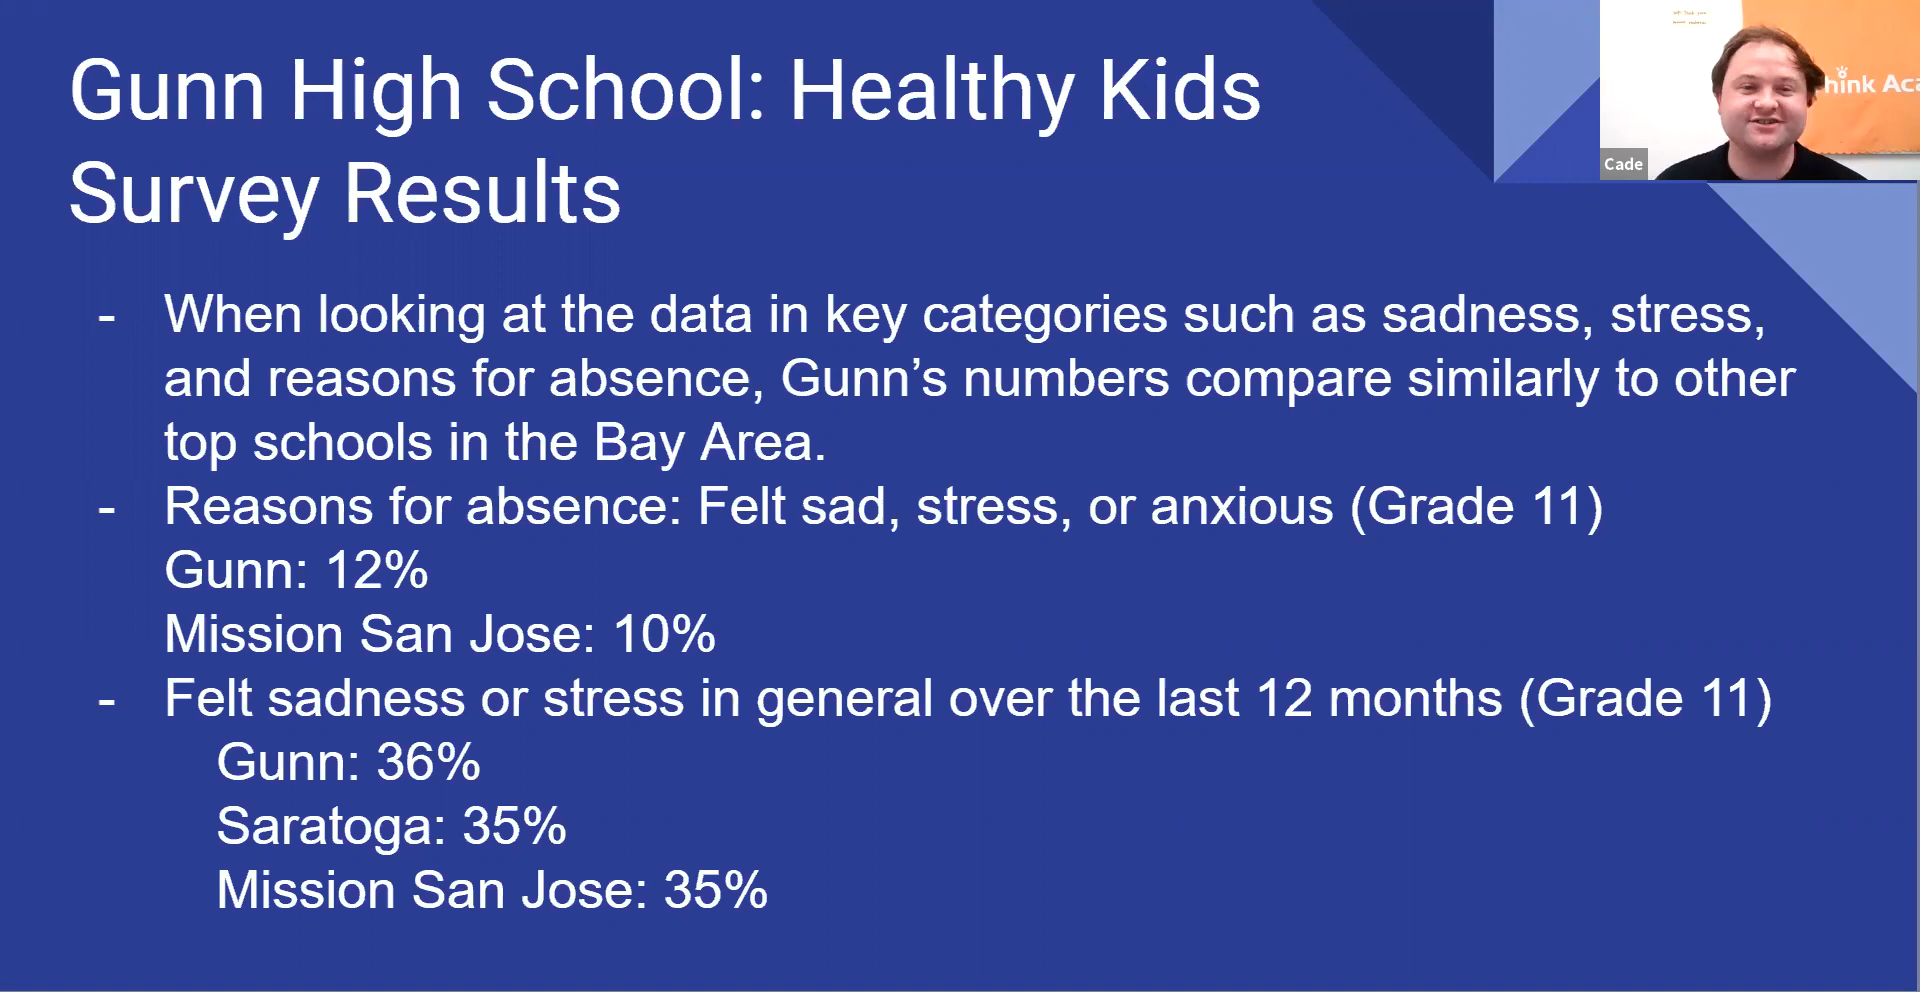 Gunn High School: Healthy Kids
Survey Results
- When looking at the data in key categories such as sadness, stress,
and reasons for absence, Gunn’s numbers compare similarly to other
top schools in the Bay Area.
- Reasons for absence: Felt sad, stress, or anxious (Grade 11)
Gunn: 12%
Mission San Jose: 10%
- Felt sadness or stress in general over the last 12 months (Grade 11)
Gunn: 36%
Saratoga: 35%
Mission San Jose: 35%
hink Aca
Cade